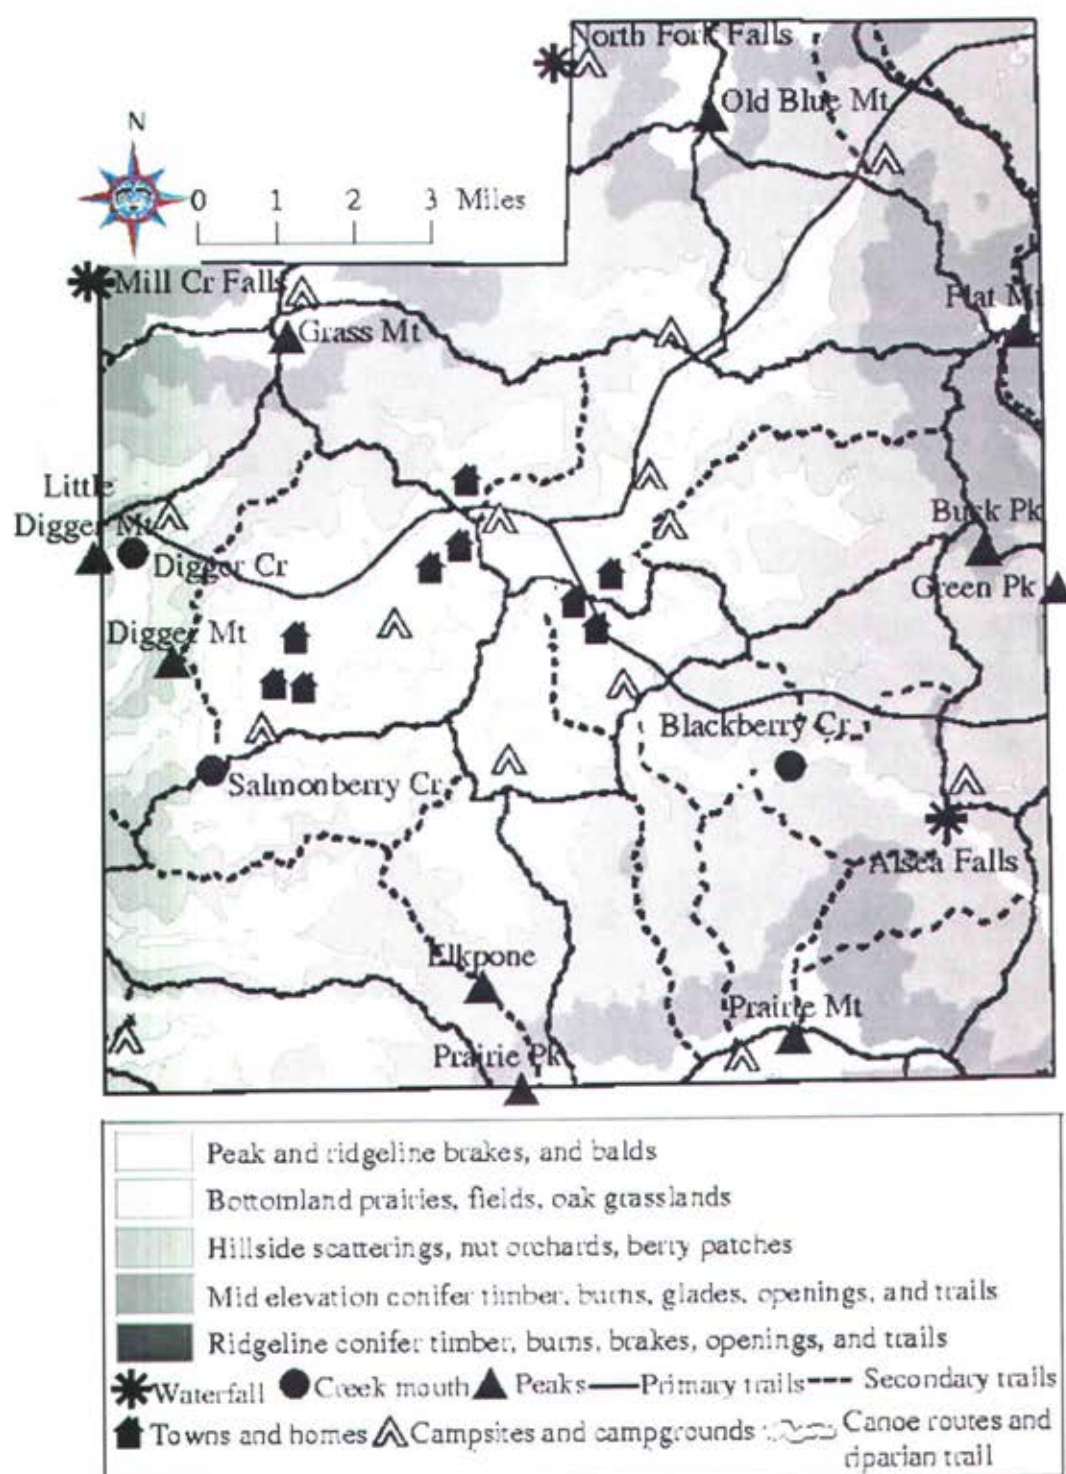 North Fork Falls
Old Blue Mt
N
0 1 2 3 Miles
Mill Cr Falls
Flat Mt
Grass Mt
Little
Digger Mt
Buck Pk
Digger Cr
Green Pk
Digger Mt
Blackberry Cr
Salmonberry Cr
Alsea Falls
Elkpone
Prairie Mt
Prairie Pk
Peak and ridgeline brakes, and balds
Bottomland prairies, fields, oak grasslands
Hillside scatterings, nut orchards, berry patches
Mid elevation conifer timber, burns, glades, openings, and trails
Ridgeline conifer timber, burns, brakes, openings, and trails
Waterfall Creek mouth Peaks Primary trails Secondary trails
Towns and homes Campsites and campgrounds Canoe routes and
riparian trail